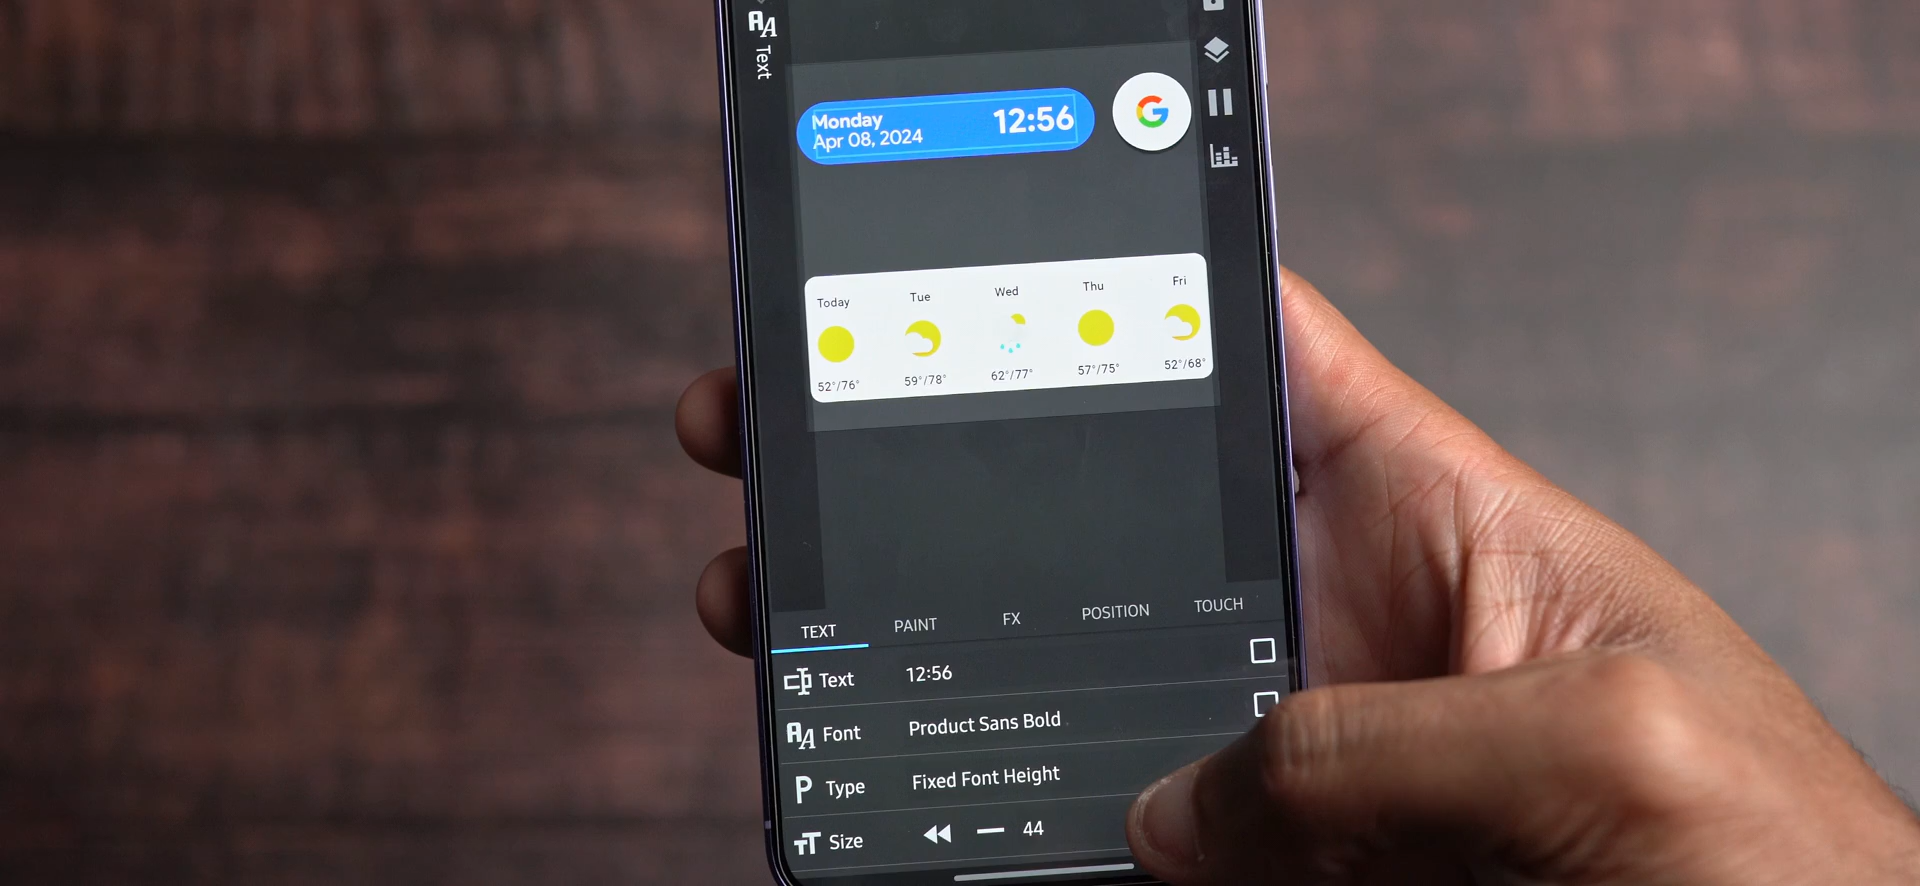 Text
Monday
Apr 08, 2024
12:56
G
Today Tue Wed Thu Fri
52°/76° 59°/78° 62°/77° 57°/75° 52°/68°
TEXT PAINT FX POSITION TOUCH
Text 12:56
Font Product Sans Bold
P Type Fixed Font Height
Size 44